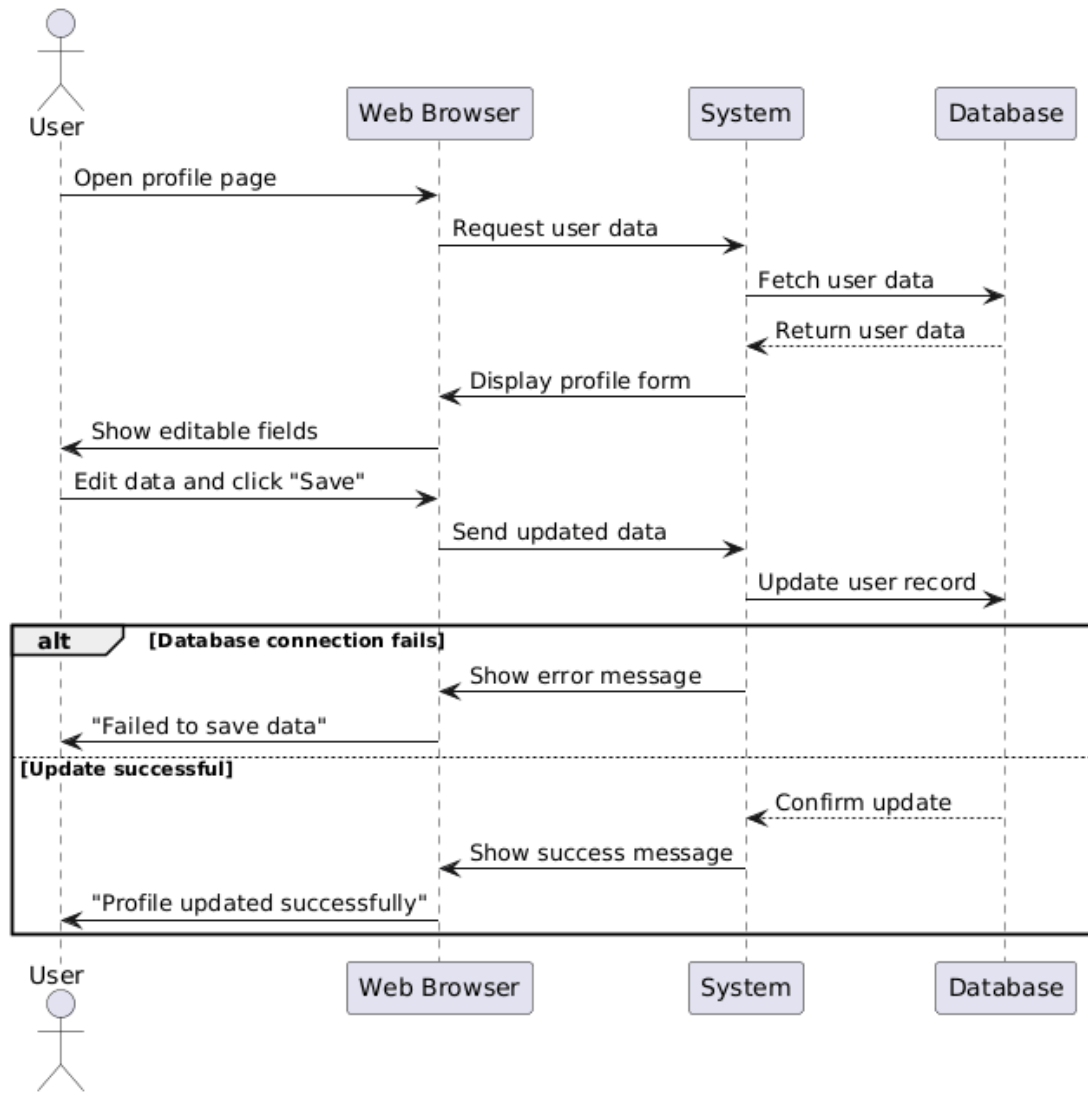 User
Web Browser
System
Database
Open profile page
Request user data
Fetch user data
Return user data
Display profile form
Show editable fields
Edit data and click "Save"
Send updated data
Update user record
alt
[Database connection fails]
Show error message
"Failed to save data"
[Update successful]
Confirm update
Show success message
"Profile updated successfully"
User
Web Browser
System
Database